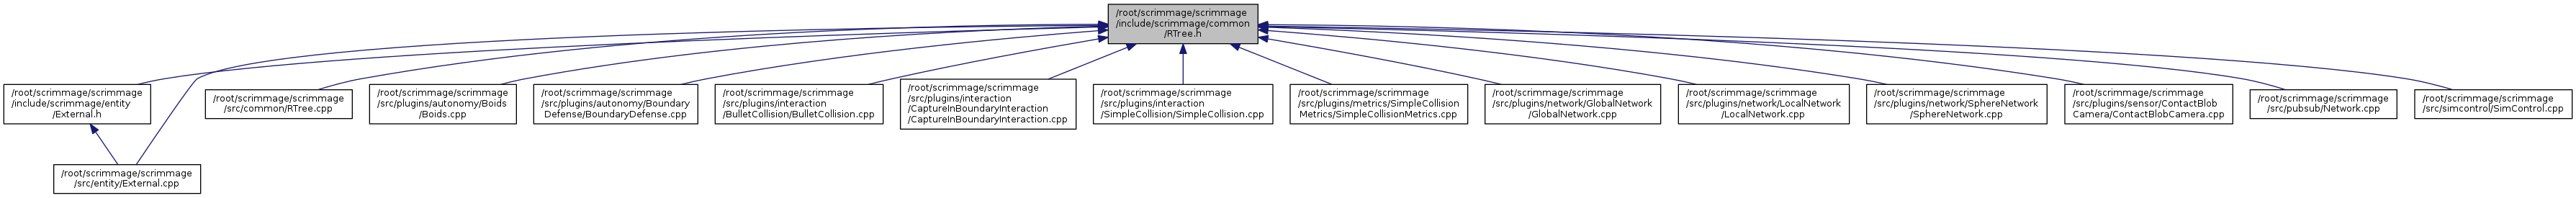 /root/scrimmage/scrimmage
/include/scrimmage/common
/RTree.h
/root/scrimmage/scrimmage
/include/scrimmage/entity
/External.h
/root/scrimmage/scrimmage
/src/common/RTree.cpp
/root/scrimmage/scrimmage
/src/plugins/autonomy/Boids
/Boids.cpp
/root/scrimmage/scrimmage
/src/plugins/autonomy/Boundary
Defense/BoundaryDefense.cpp
/root/scrimmage/scrimmage
/src/plugins/interaction
/BulletCollision/BulletCollision.cpp
/root/scrimmage/scrimmage
/src/plugins/interaction
/CaptureInBoundaryInteraction
/CaptureInBoundaryInteraction.cpp
/root/scrimmage/scrimmage
/src/plugins/interaction
/SimpleCollision/SimpleCollision.cpp
/root/scrimmage/scrimmage
/src/plugins/metrics/SimpleCollision
Metrics/SimpleCollisionMetrics.cpp
/root/scrimmage/scrimmage
/src/plugins/network/GlobalNetwork
/GlobalNetwork.cpp
/root/scrimmage/scrimmage
/src/plugins/network/LocalNetwork
/LocalNetwork.cpp
/root/scrimmage/scrimmage
/src/plugins/network/SphereNetwork
/SphereNetwork.cpp
/root/scrimmage/scrimmage
/src/plugins/sensor/ContactBlob
Camera/ContactBlobCamera.cpp
/root/scrimmage/scrimmage
/src/pubsub/Network.cpp
/root/scrimmage/scrimmage
/src/simcontrol/SimControl.cpp
/root/scrimmage/scrimmage
/src/entity/External.cpp